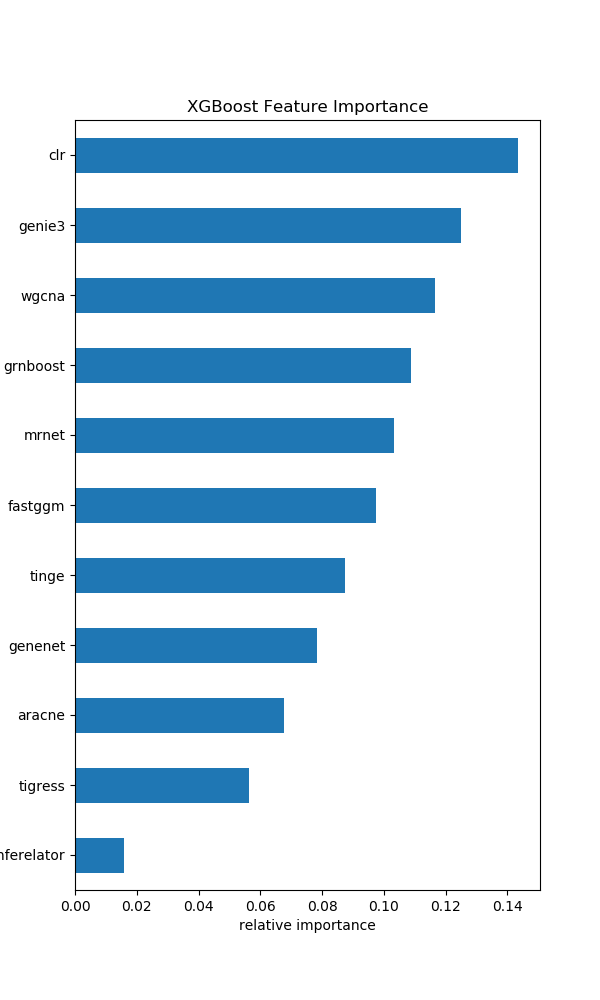 XGBoost Feature Importance
clr
genie3
wgcna
grnboost
mrnet
fastggm
tinge
genenet
aracne
tigress
nferelator
0.00 0.02 0.04 0.06 0.08 0.10 0.12 0.14
relative importance